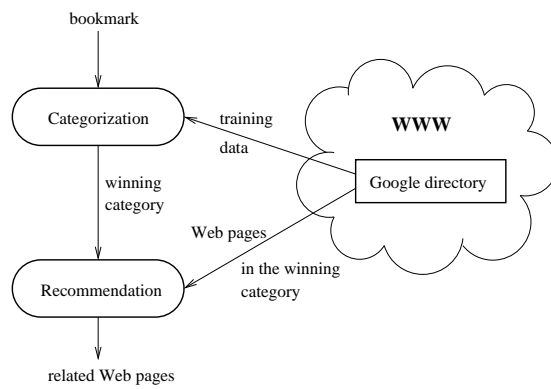 bookmark
Categorization
training
data
WWW
Google directory
winning
category
Web pages
in the winning
category
Recommendation
related Web pages